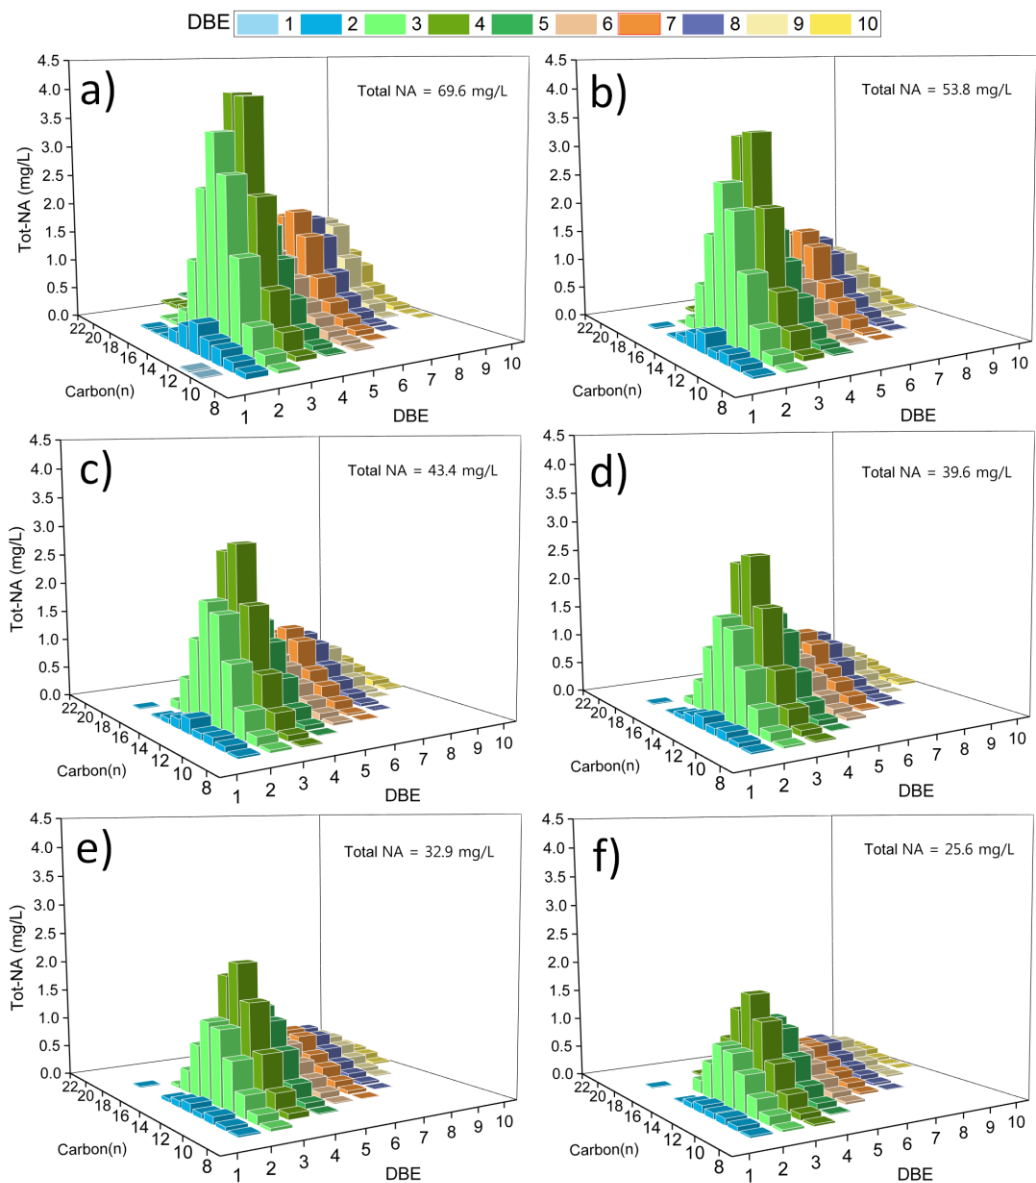 DBE 1 2 3 4 5 6 7 8 9 10
a)
Total NA = 69.6 mg/L
4.5
4.0
3.5
3.0
2.5
2.0
1.5
1.0
0.5
0.0
Tot-NA (mg/L)
22 20 18 16 14 12 10 8
Carbon(n)
1 2 3 4 5 6 7 8 9 10
DBE
b)
Total NA = 53.8 mg/L
4.5
4.0
3.5
3.0
2.5
2.0
1.5
1.0
0.5
0.0
22 20 18 16 14 12 10 8
Carbon(n)
1 2 3 4 5 6 7 8 9 10
DBE
c)
Total NA = 43.4 mg/L
4.5
4.0
3.5
3.0
2.5
2.0
1.5
1.0
0.5
0.0
Tot-NA (mg/L)
22 20 18 16 14 12 10 8
Carbon(n)
1 2 3 4 5 6 7 8 9 10
DBE
d)
Total NA = 39.6 mg/L
4.5
4.0
3.5
3.0
2.5
2.0
1.5
1.0
0.5
0.0
22 20 18 16 14 12 10 8
Carbon(n)
1 2 3 4 5 6 7 8 9 10
DBE
e)
Total NA = 32.9 mg/L
4.5
4.0
3.5
3.0
2.5
2.0
1.5
1.0
0.5
0.0
Tot-NA (mg/L)
22 20 18 16 14 12 10 8
Carbon(n)
1 2 3 4 5 6 7 8 9 10
DBE
f)
Total NA = 25.6 mg/L
4.5
4.0
3.5
3.0
2.5
2.0
1.5
1.0
0.5
0.0
22 20 18 16 14 12 10 8
Carbon(n)
1 2 3 4 5 6 7 8 9 10
DBE